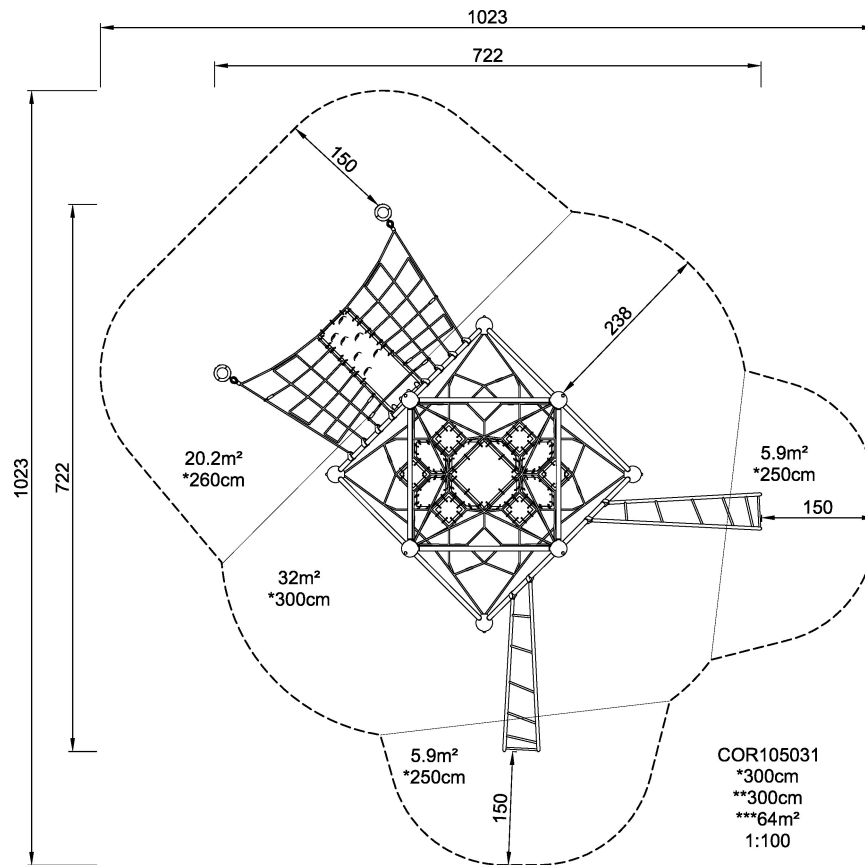 1023
722
150
238
1023
722
20.2m²
*260cm
5.9m²
*250cm
150
32m²
*300cm
5.9m²
*250cm
150
COR105031
*300cm
**300cm
***64m²
1:100